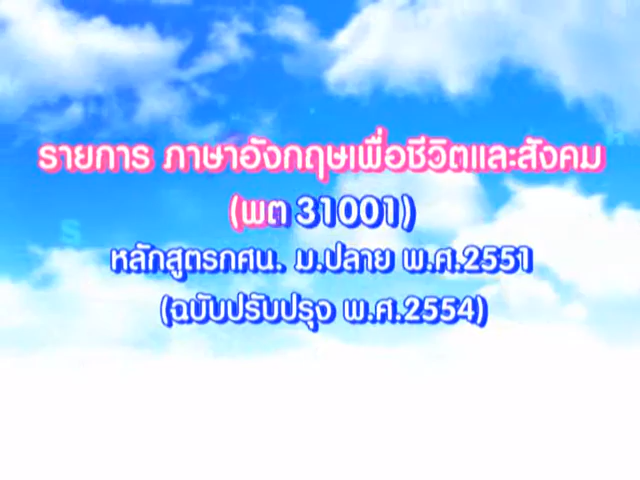 รายการ ภาษาอังกฤษเพื่อชีวิตและสังคม
(พต 31001)
หลักสูตรกศน. ม.ปลาย พ.ศ.2551
(ฉบับปรับปรุง พ.ศ.2554)